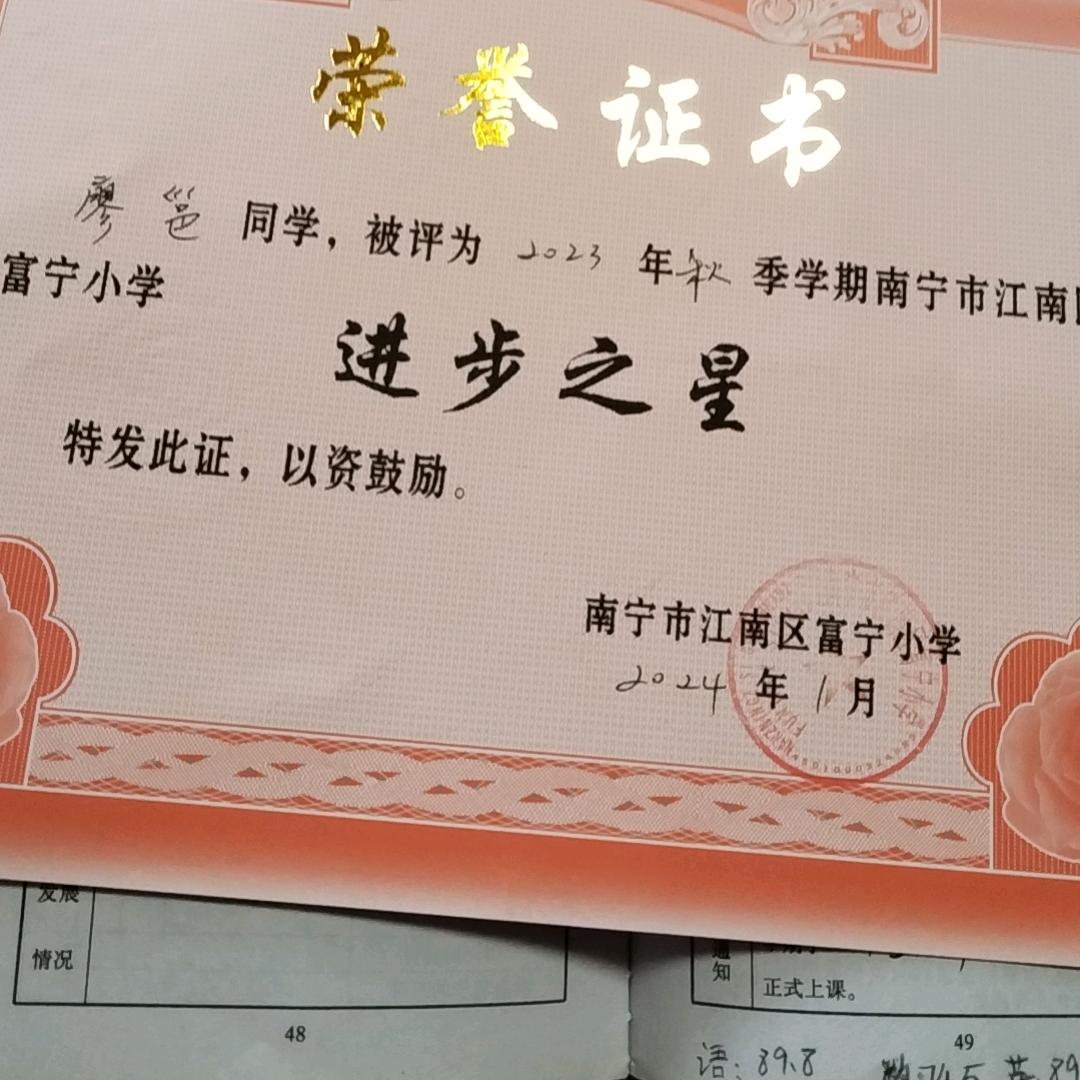 荣誉证书
廖邕 同学，被评为 2023 年秋 季学期南宁市江南
富宁小学
进步之星
特发此证，以资鼓励。
南宁市江南区富宁小学
2024 年 1 月
发展
情况
通
知
正式上课。
48
49
语：89.8